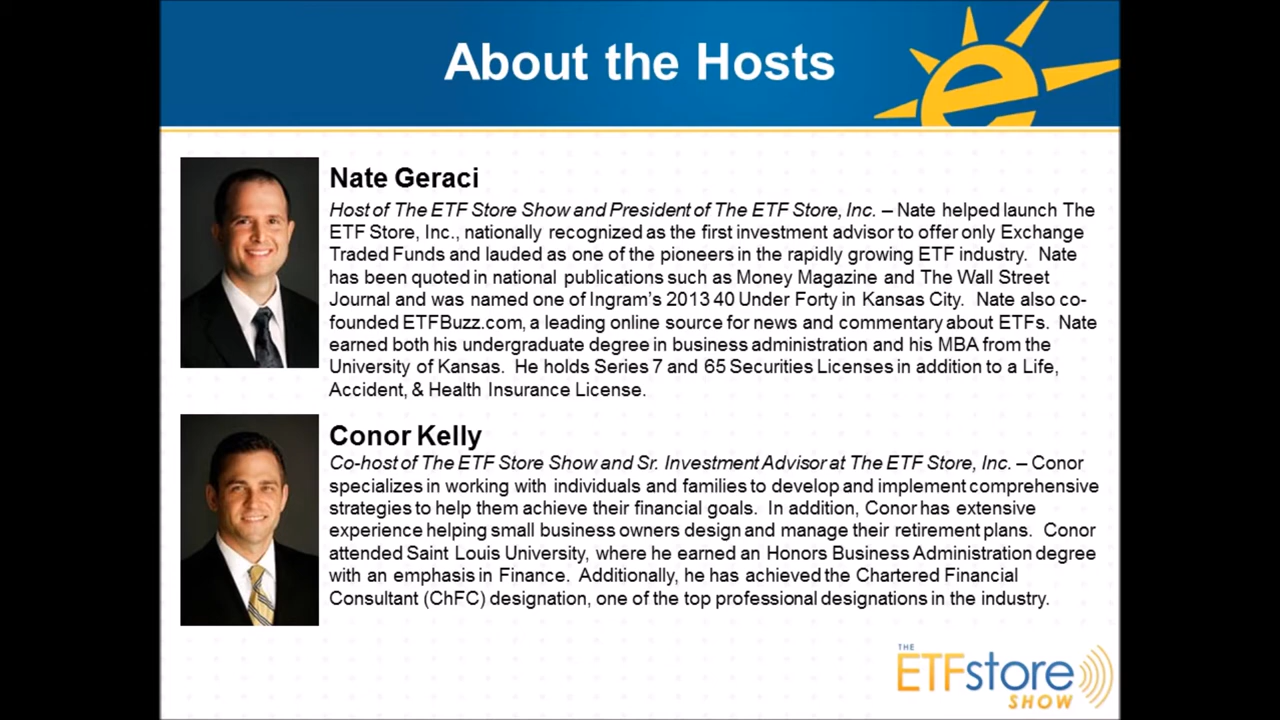 About the Hosts
e
Nate Geraci
Host of The ETF Store Show and President of The ETF Store, Inc. – Nate helped launch The
ETF Store, Inc., nationally recognized as the first investment advisor to offer only Exchange
Traded Funds and lauded as one of the pioneers in the rapidly growing ETF industry.  Nate
has been quoted in national publications such as Money Magazine and The Wall Street
Journal and was named one of Ingram's 2013 40 Under Forty in Kansas City.  Nate also co-
founded ETFBuzz.com, a leading online source for news and commentary about ETFs.  Nate
earned both his undergraduate degree in business administration and his MBA from the
University of Kansas.  He holds Series 7 and 65 Securities Licenses in addition to a Life,
Accident, & Health Insurance License.
Conor Kelly
Co-host of The ETF Store Show and Sr. Investment Advisor at The ETF Store, Inc. – Conor
specializes in working with individuals and families to develop and implement comprehensive
strategies to help them achieve their financial goals.  In addition, Conor has extensive
experience helping small business owners design and manage their retirement plans.  Conor
attended Saint Louis University, where he earned an Honors Business Administration degree
with an emphasis in Finance.  Additionally, he has achieved the Chartered Financial
Consultant (ChFC) designation, one of the top professional designations in the industry.
THE
ETFstore
SHOW